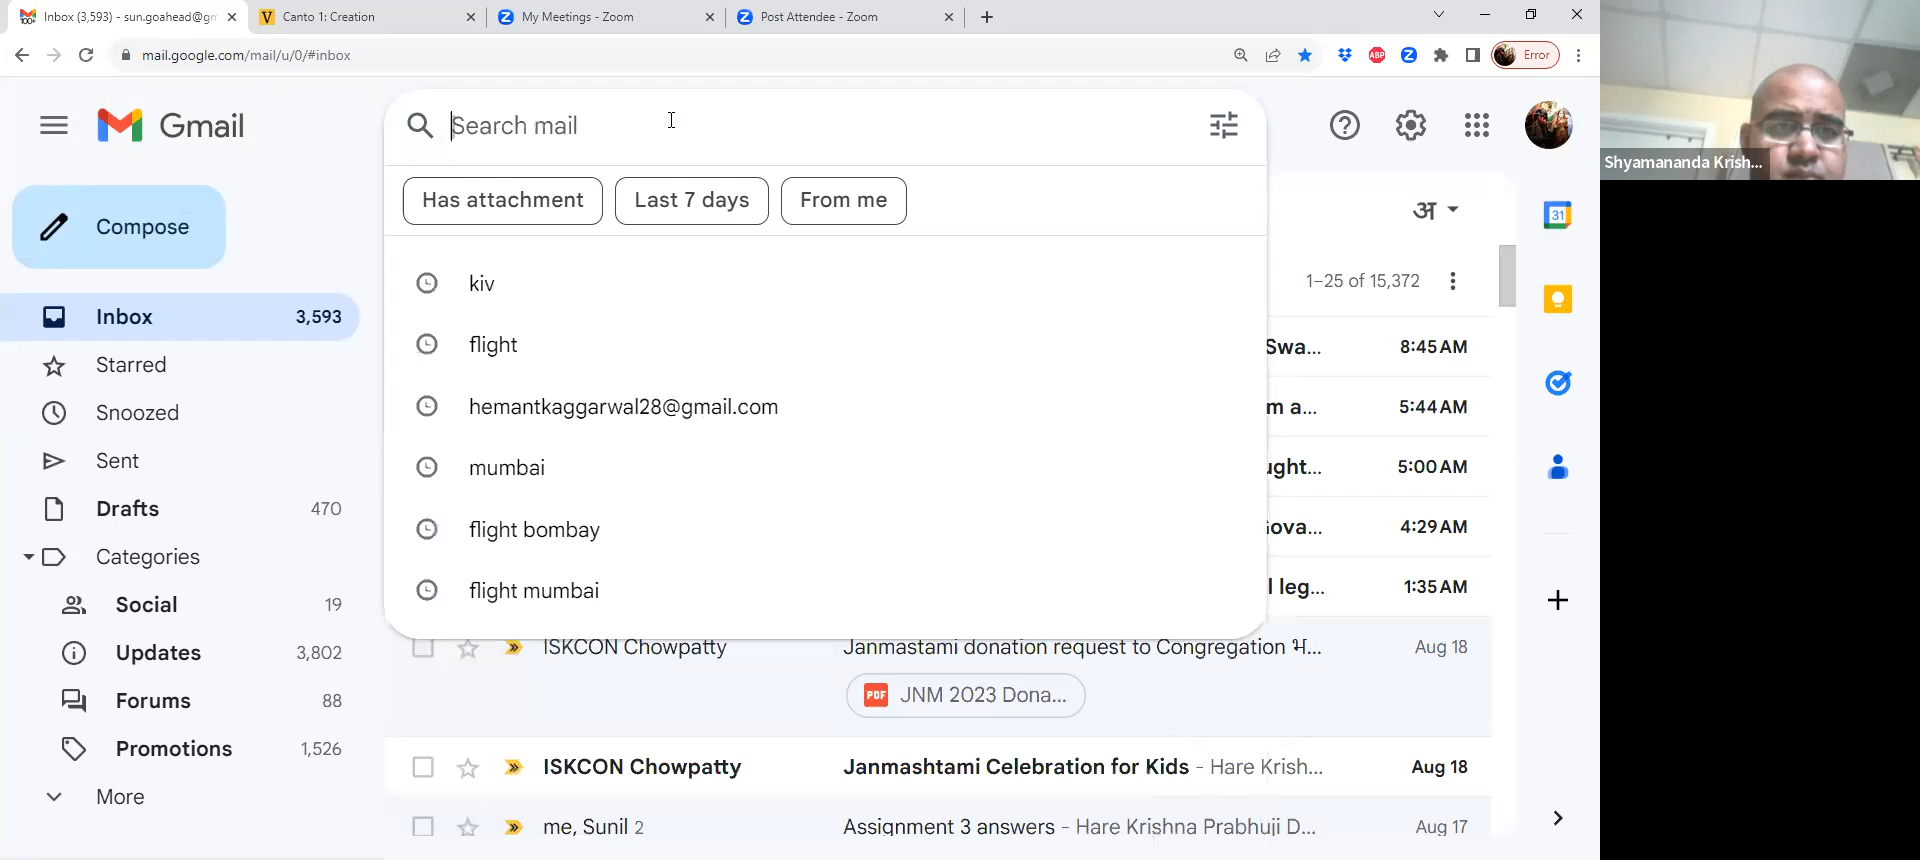 Inbox (3,593) - sun.goahead@gm
Canto 1: Creation
My Meetings - Zoom
Post Attendee - Zoom
mail.google.com/mail/u/0/#inbox
ABP
Error
Gmail
Search mail
Has attachment
Last 7 days
From me
Compose
अ
31
Inbox 3,593
kiv
1–25 of 15,372
Starred
flight
Swa... 8:45 AM
Snoozed
hemantkaggarwal28@gmail.com
m a... 5:44 AM
Sent
mumbai
ught... 5:00 AM
Drafts 470
flight bombay
4:29 AM
Categories
flight mumbai
l leg... 1:35 AM
Social 19
ISKCON Chowpatty Janmastami donation request to Congregation भ... Aug 18
Updates 3,802
PDF JNM 2023 Dona...
Forums 88
Promotions 1,526
ISKCON Chowpatty Janmashtami Celebration for Kids - Hare Krish... Aug 18
More
me, Sunil 2 Assignment 3 answers - Hare Krishna Prabhuji D... Aug 17
Shyamananda Krish...